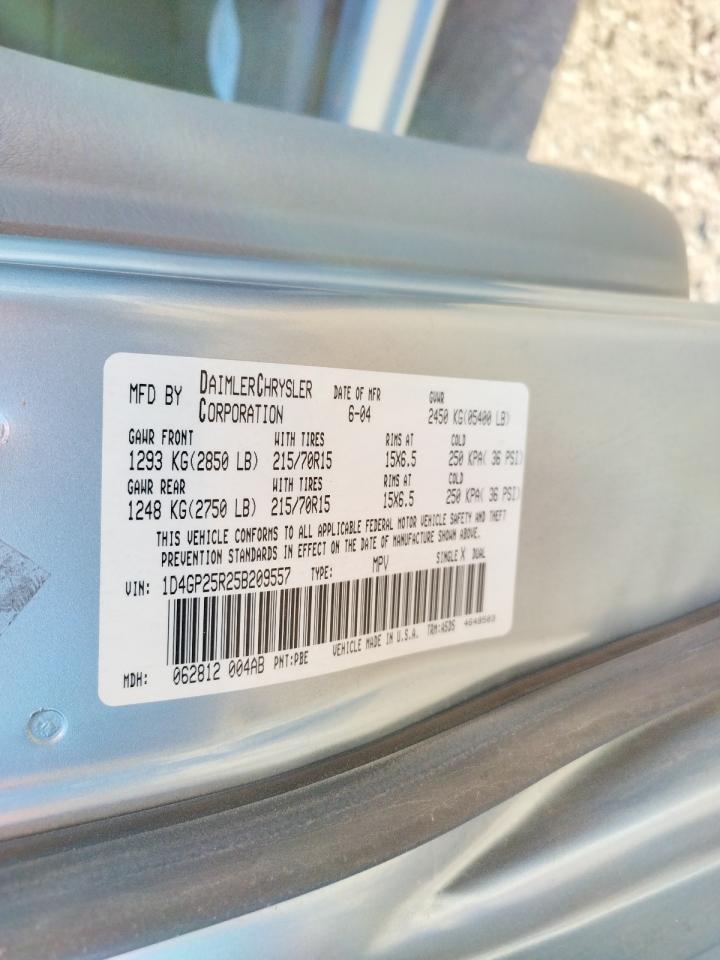 MFD BY DAIMLERCHRYSLER CORPORATION DATE OF MFR 6-04 GVWR 2450 KG(05400 LB)
GAWR FRONT WITH TIRES RIMS AT COLD
1293 KG(2850 LB) 215/70R15 15X6.5 250 KPA( 36 PSI)
GAWR REAR WITH TIRES RIMS AT COLD
1248 KG(2750 LB) 215/70R15 15X6.5 250 KPA( 36 PSI)
THIS VEHICLE CONFORMS TO ALL APPLICABLE FEDERAL MOTOR VEHICLE SAFETY AND THEFT
PREVENTION STANDARDS IN EFFECT ON THE DATE OF MANUFACTURE SHOWN ABOVE.
VIN: 1D4GP25R25B209557 TYPE: MPV SINGLE X DUAL
MDH: 062812 004AB PNT:PBE VEHICLE MADE IN U.S.A. TRM:A5D5 4648503